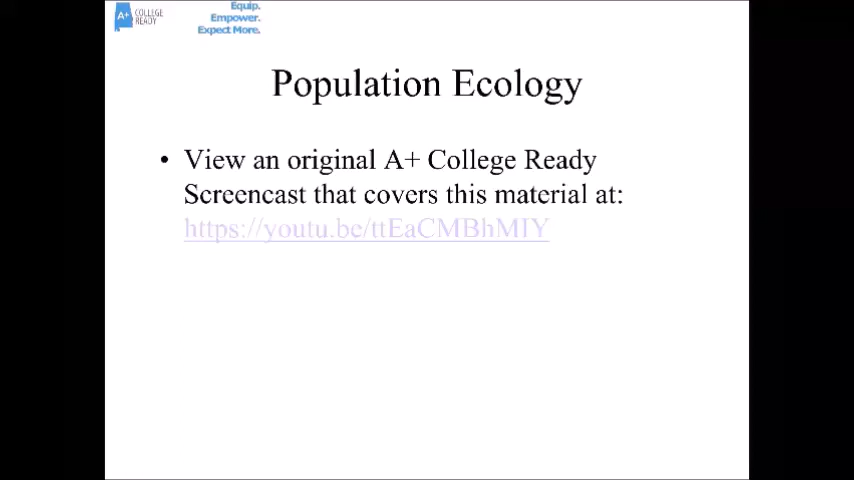 A+ COLLEGE
READY
Equip.
Empower.
Expect More.
Population Ecology
• View an original A+ College Ready
Screencast that covers this material at:
https://youtu.be/ttEaCMBhMIY